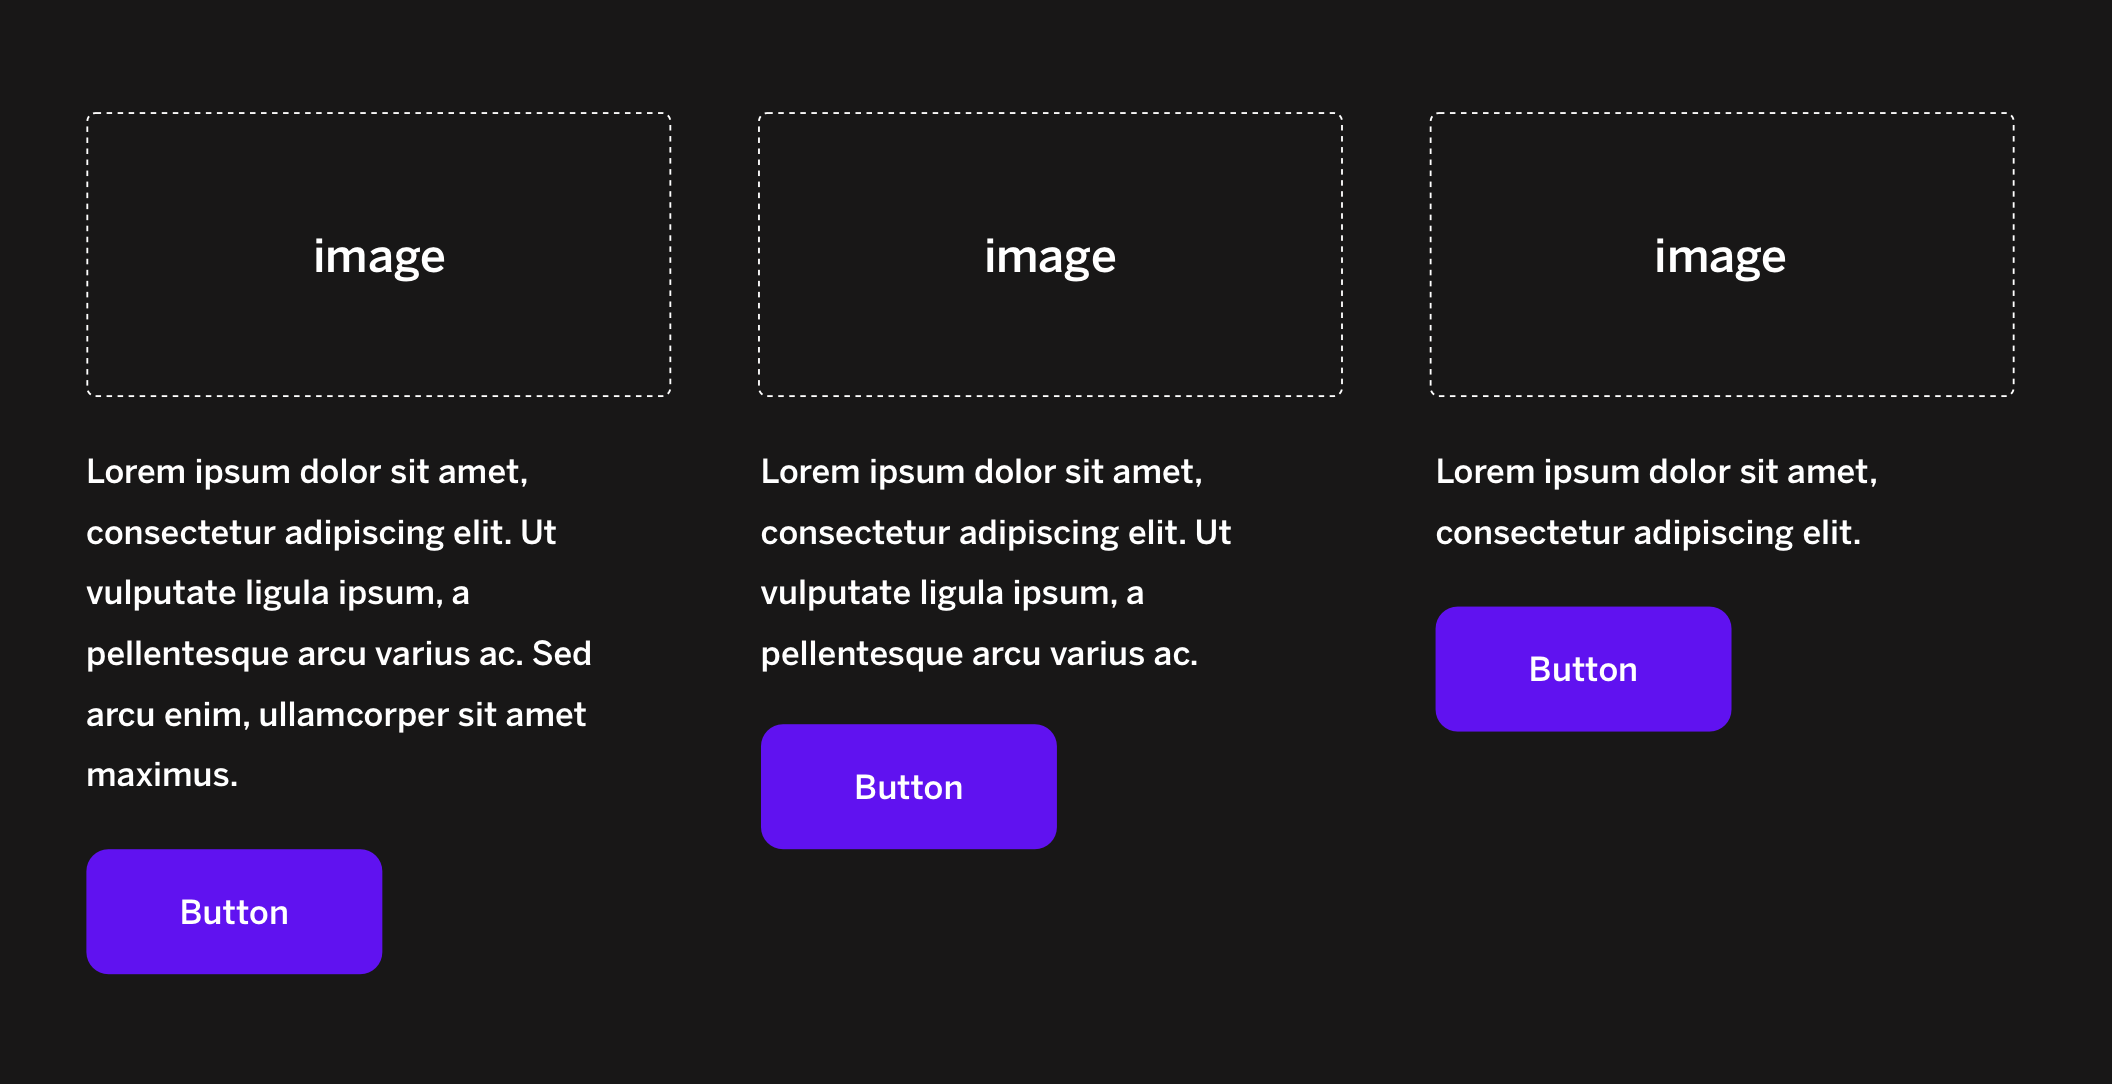 image
Lorem ipsum dolor sit amet,
consectetur adipiscing elit. Ut
vulputate ligula ipsum, a
pellentesque arcu varius ac. Sed
arcu enim, ullamcorper sit amet
maximus.
Button
image
Lorem ipsum dolor sit amet,
consectetur adipiscing elit. Ut
vulputate ligula ipsum, a
pellentesque arcu varius ac.
Button
image
Lorem ipsum dolor sit amet,
consectetur adipiscing elit.
Button